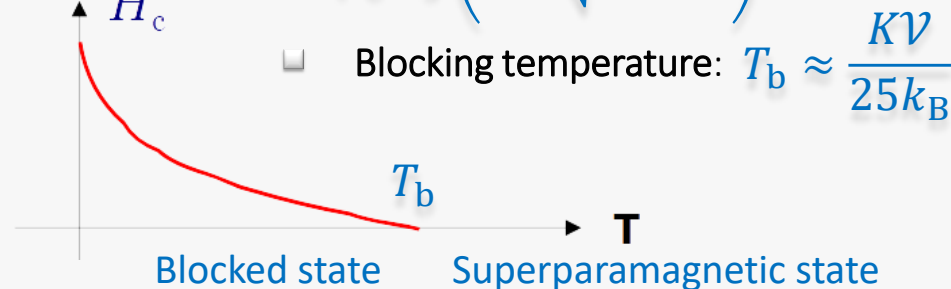 H_c
Blocking temperature: T_b ≈ K𝒱 / 25k_B
T_b
T
Blocked state Superparamagnetic state